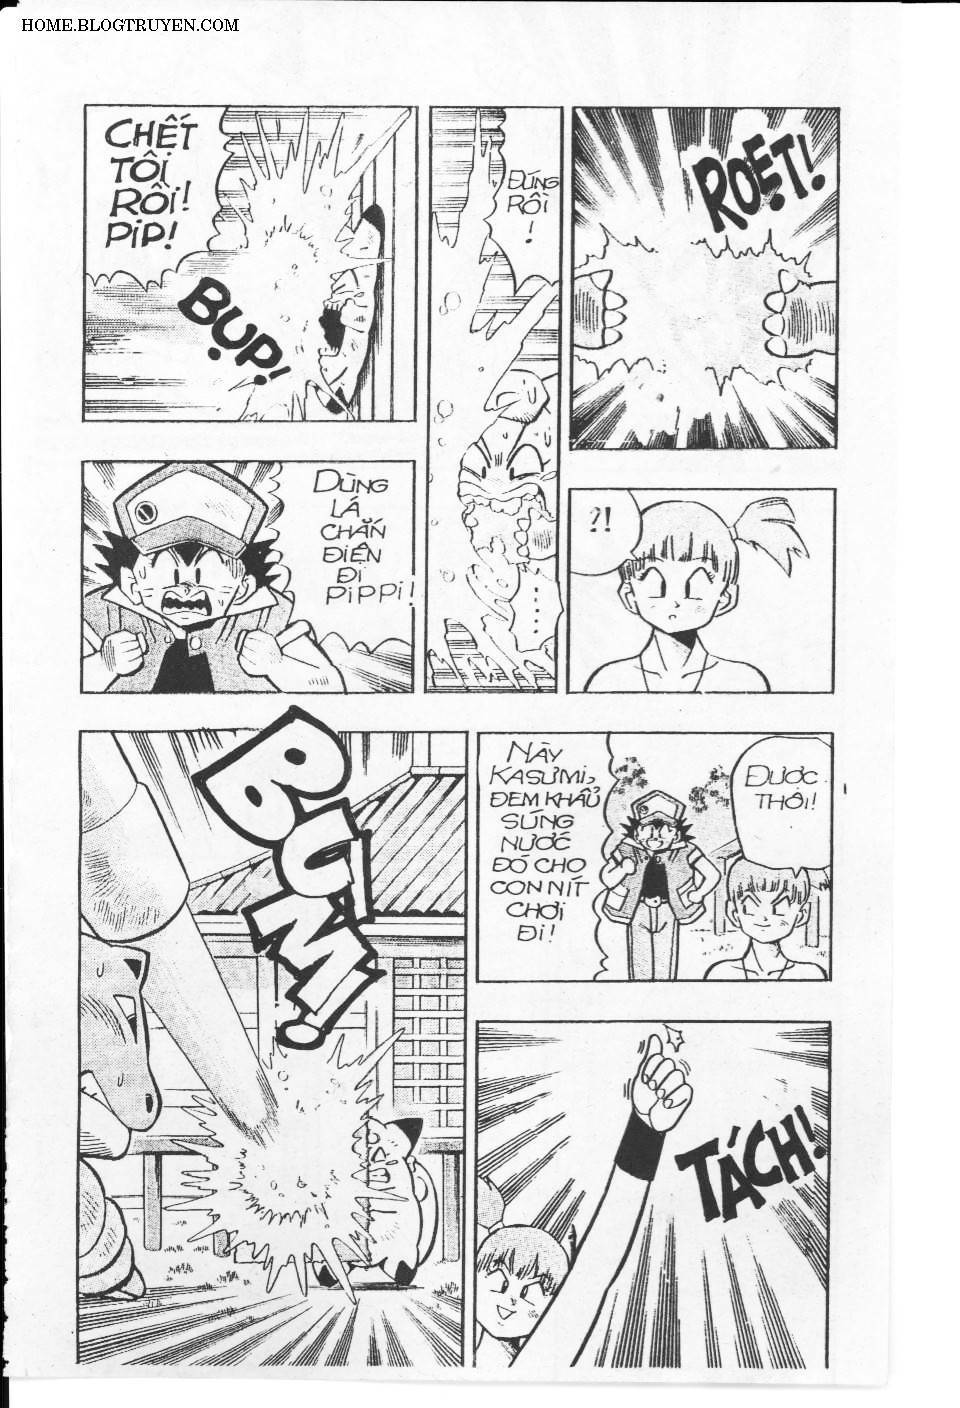 HOME.BLOGTRUYEN.COM
CHẾT
TÔI
RỒI!
PIP!
BỤP!
ĐÚNG
RỒI
!
ROẸT!
DÙNG
LÁ
CHẮN
ĐIỆN
ĐI
PIPPI!
.....
?!
BÙM!
NÀY
KASUMI,
ĐEM KHẨU
SÚNG
NƯỚC
ĐÓ CHO
CON NÍT
CHƠI
ĐI!
ĐƯỢC
THÔI!
TÁCH!